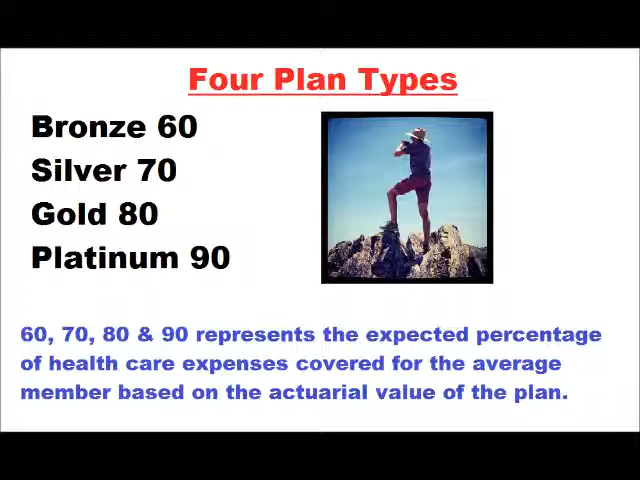 Four Plan Types
Bronze 60
Silver 70
Gold 80
Platinum 90
60, 70, 80 & 90 represents the expected percentage
of health care expenses covered for the average
member based on the actuarial value of the plan.